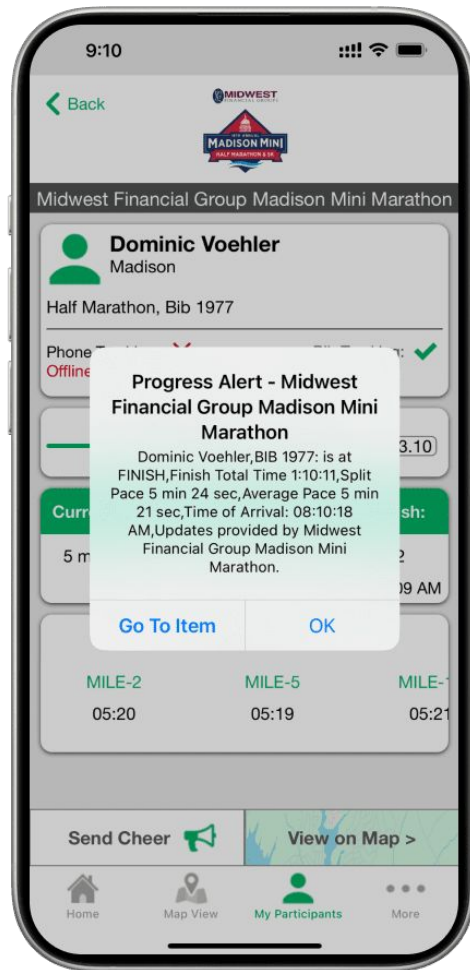 9:10
Back
MIDWEST
FINANCIAL GROUP
MADISON MINI
HALF MARATHON & 5K
Midwest Financial Group Madison Mini Marathon
Dominic Voehler
Madison
Half Marathon, Bib 1977
Phone
Offline
Progress Alert - Midwest
Financial Group Madison Mini
Marathon
Dominic Voehler,BIB 1977: is at
FINISH,Finish Total Time 1:10:11,Split
Pace 5 min 24 sec,Average Pace 5 min
21 sec,Time of Arrival: 08:10:18
AM,Updates provided by Midwest
Financial Group Madison Mini
Marathon.
Go To Item
OK
3.10
Curr
sh:
5 m
2
09 AM
MILE-2
MILE-5
MILE-1
05:20
05:19
05:21
Send Cheer
View on Map >
Home
Map View
My Participants
More